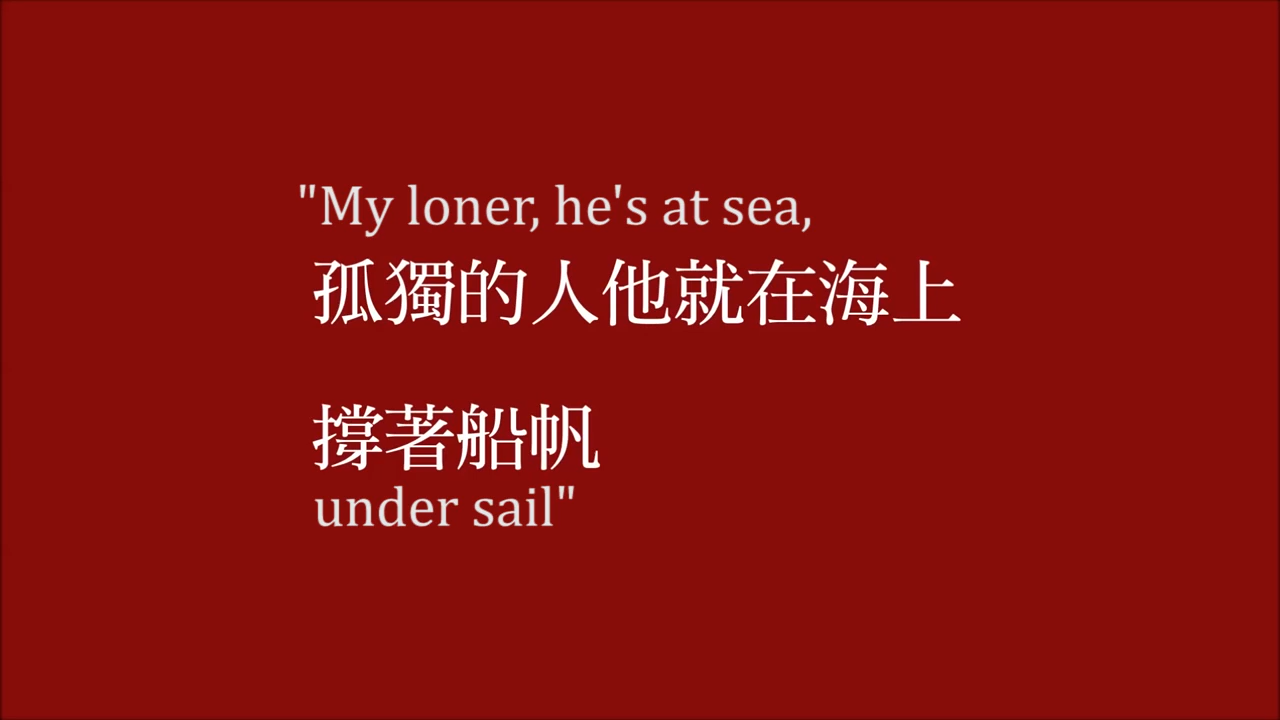 "My loner, he's at sea,
孤獨的人他就在海上
撐著船帆
under sail"